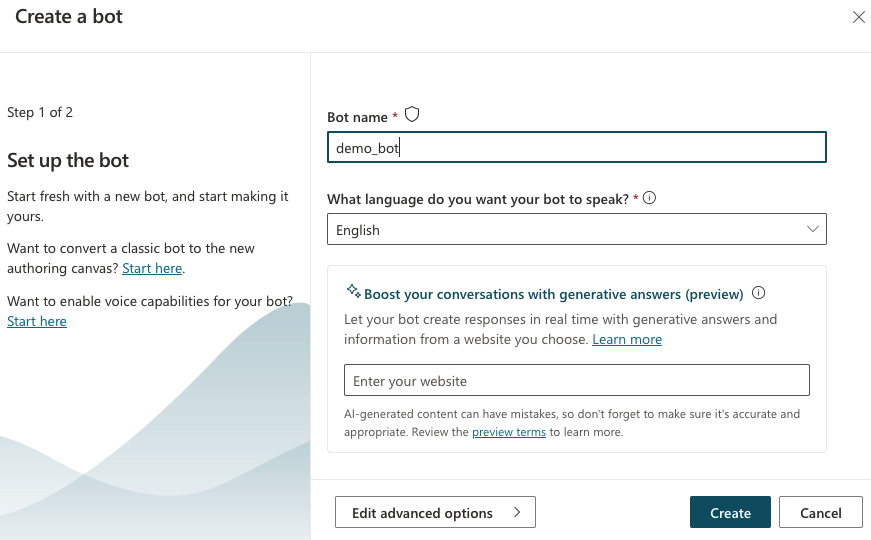 Create a bot
Step 1 of 2
Set up the bot
Start fresh with a new bot, and start making it
yours.
Want to convert a classic bot to the new
authoring canvas? Start here.
Want to enable voice capabilities for your bot?
Start here
Bot name *
demo_bot
What language do you want your bot to speak? *
English
Boost your conversations with generative answers (preview)
Let your bot create responses in real time with generative answers and
information from a website you choose. Learn more
Enter your website
AI-generated content can have mistakes, so don't forget to make sure it's accurate and
appropriate. Review the preview terms to learn more.
Edit advanced options
Create
Cancel